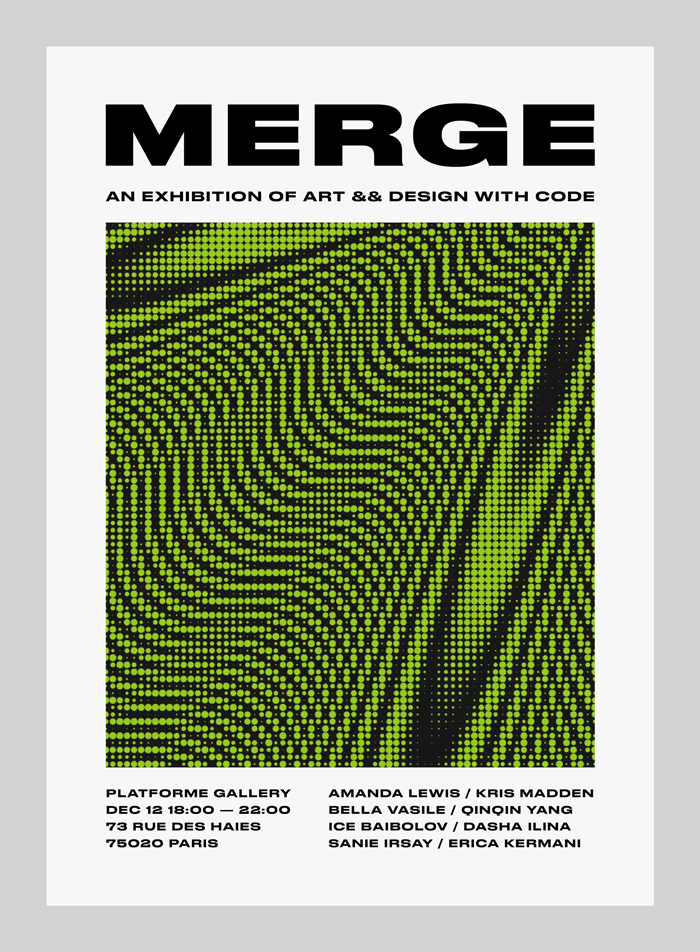 MERGE
AN EXHIBITION OF ART && DESIGN WITH CODE
PLATFORME GALLERY
DEC 12 18:00 — 22:00
73 RUE DES HAIES
75020 PARIS
AMANDA LEWIS / KRIS MADDEN
BELLA VASILE / QINQIN YANG
ICE BAIBOLOV / DASHA ILINA
SANIE IRSAY / ERICA KERMANI